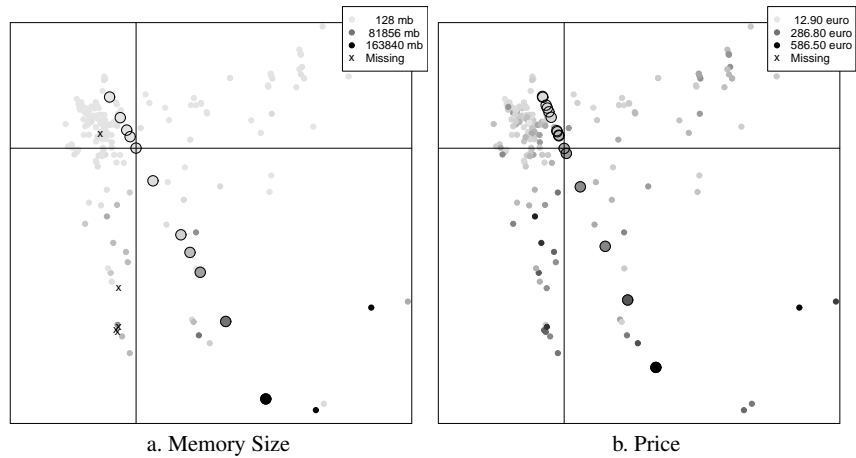 128 mb
81856 mb
163840 mb
x Missing
12.90 euro
286.80 euro
586.50 euro
x Missing
a. Memory Size
b. Price